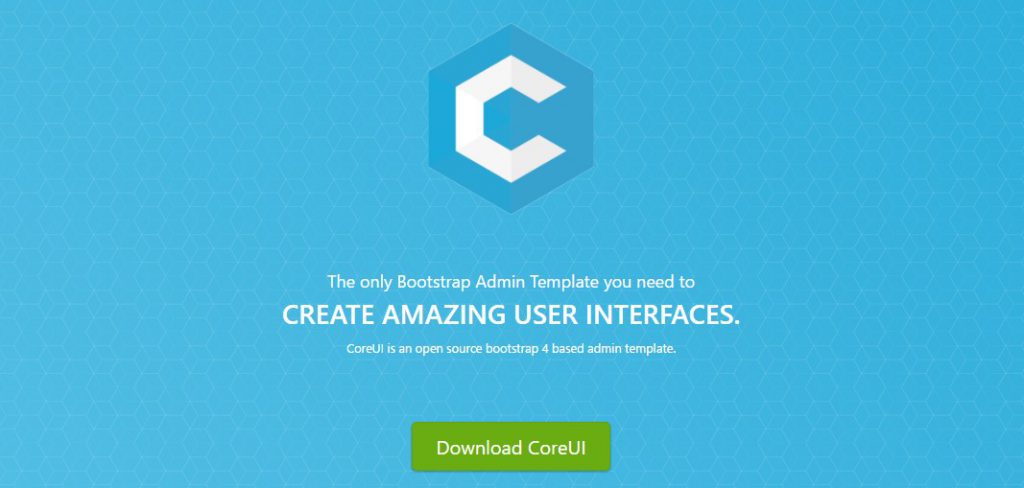 The only Bootstrap Admin Template you need to
CREATE AMAZING USER INTERFACES.
CoreUI is an open source bootstrap 4 based admin template.
Download CoreUI